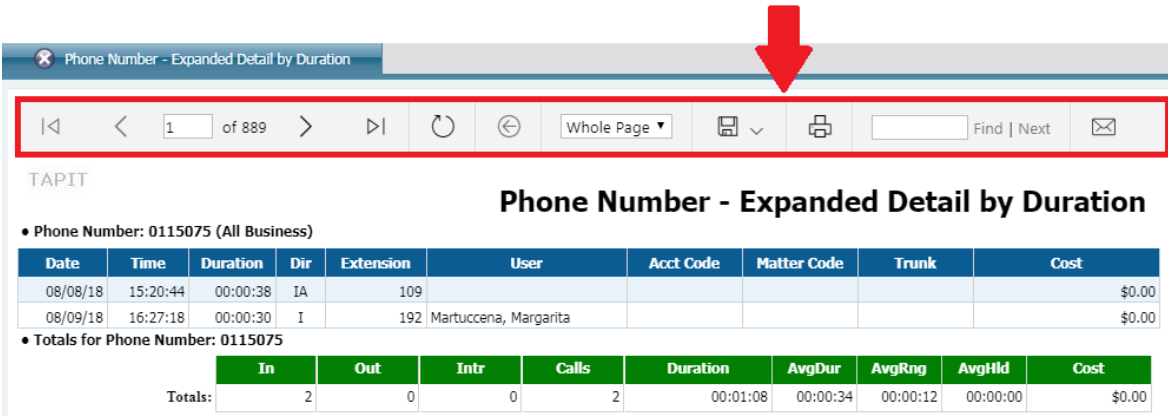 Phone Number - Expanded Detail by Duration
1 of 889 Whole Page Find | Next
TAPIT
Phone Number - Expanded Detail by Duration
• Phone Number: 0115075 (All Business)
Date Time Duration Dir Extension User Acct Code Matter Code Trunk Cost
08/08/18 15:20:44 00:00:38 IA 109 $0.00
08/09/18 16:27:18 00:00:30 I 192 Martuccena, Margarita $0.00
• Totals for Phone Number: 0115075
In Out Intr Calls Duration AvgDur AvgRng AvgHld Cost
Totals: 2 0 0 2 00:01:08 00:00:34 00:00:12 00:00:00 $0.00